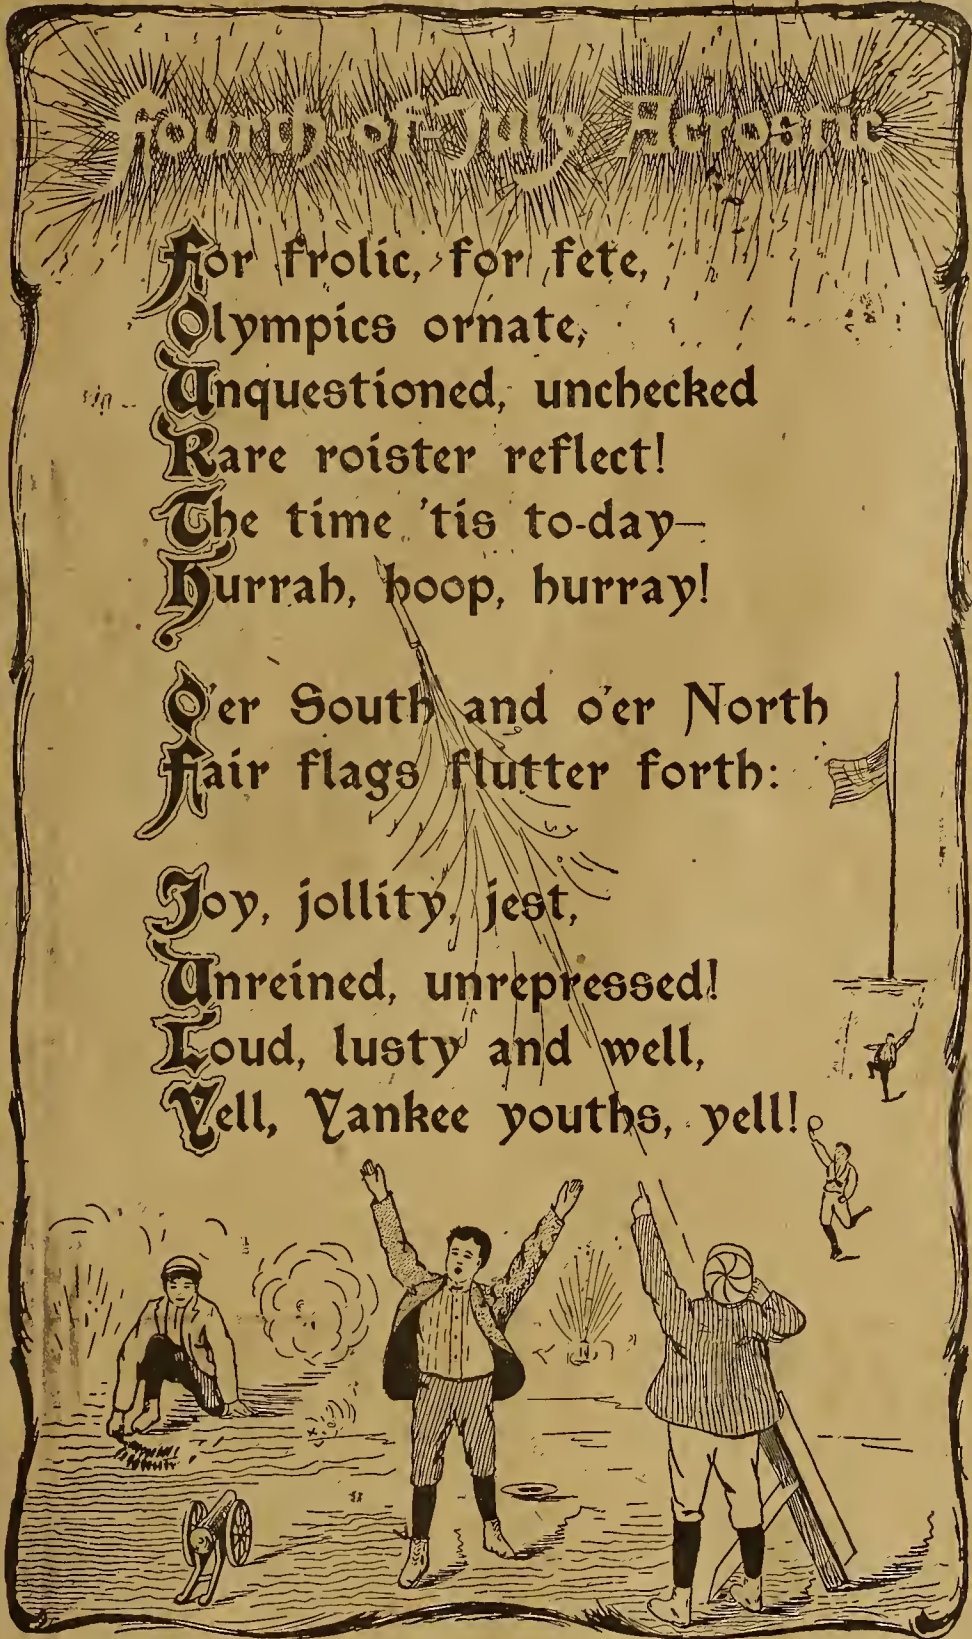 Fourth-of-July Acrostic
For frolic, for fete,
Olympics ornate,
Unquestioned, unchecked
Rare roister reflect!
The time 'tis to-day—
Hurrah, hoop, hurray!
O'er South and o'er North
Fair flags flutter forth:
Joy, jollity, jest,
Unreined, unrepressed!
Loud, lusty and well,
Yell, Yankee youths, yell!